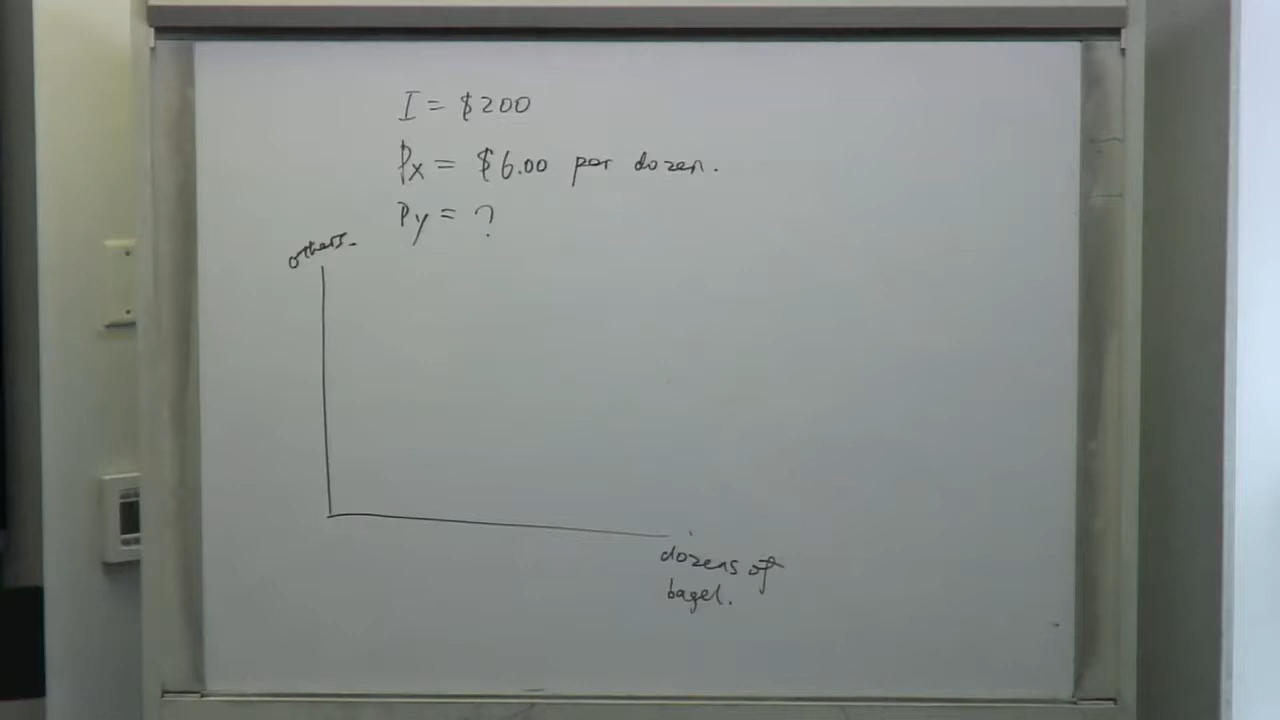 I = $200
Px = $6.00 per dozen.
Py = ?
others.
dozens of
bagel.